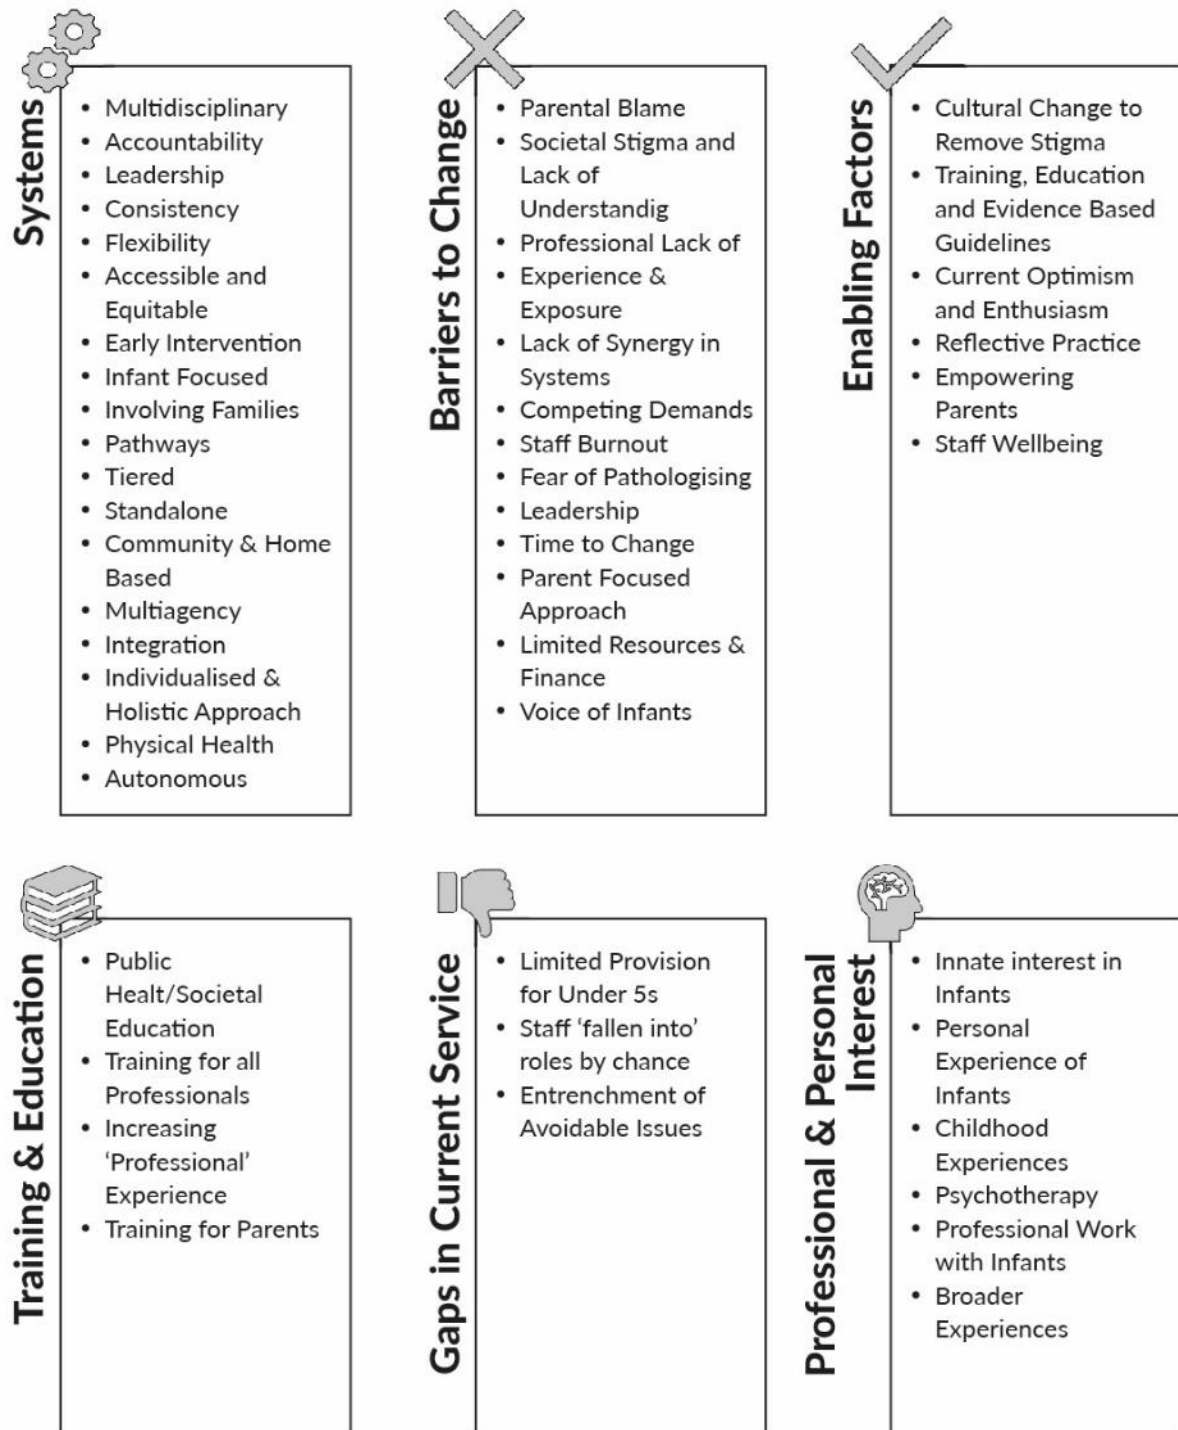 Systems
• Multidisciplinary
• Accountability
• Leadership
• Consistency
• Flexibility
• Accessible and
Equitable
• Early Intervention
• Infant Focused
• Involving Families
• Pathways
• Tiered
• Standalone
• Community & Home
Based
• Multiagency
• Integration
• Individualised &
Holistic Approach
• Physical Health
• Autonomous
Barriers to Change
• Parental Blame
• Societal Stigma and
Lack of
Understandig
• Professional Lack of
• Experience &
Exposure
• Lack of Synergy in
Systems
• Competing Demands
• Staff Burnout
• Fear of Pathologising
• Leadership
• Time to Change
• Parent Focused
Approach
• Limited Resources &
Finance
• Voice of Infants
Enabling Factors
• Cultural Change to
Remove Stigma
• Training, Education
and Evidence Based
Guidelines
• Current Optimism
and Enthusiasm
• Reflective Practice
• Empowering
Parents
• Staff Wellbeing
Training & Education
• Public
Healt/Societal
Education
• Training for all
Professionals
• Increasing
‘Professional’
Experience
• Training for Parents
Gaps in Current Service
• Limited Provision
for Under 5s
• Staff ‘fallen into’
roles by chance
• Entrenchment of
Avoidable Issues
Professional & Personal
Interest
• Innate interest in
Infants
• Personal
Experience of
Infants
• Childhood
Experiences
• Psychotherapy
• Professional Work
with Infants
• Broader
Experiences